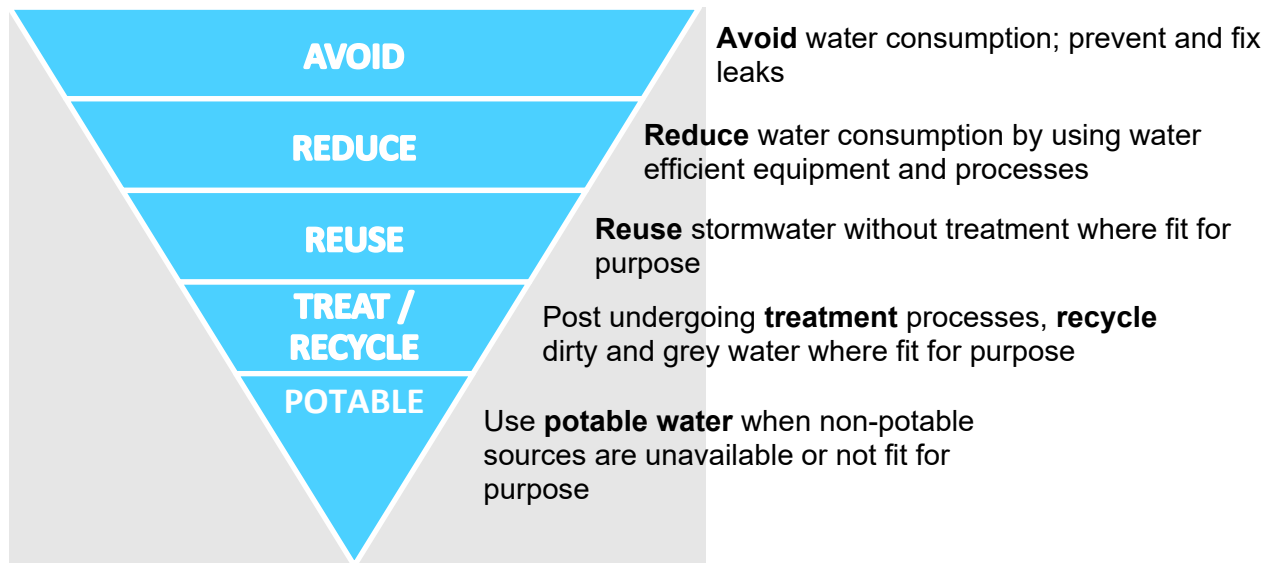 AVOID
Avoid water consumption; prevent and fix
leaks
REDUCE
Reduce water consumption by using water
efficient equipment and processes
REUSE
Reuse stormwater without treatment where fit for
purpose
TREAT /
RECYCLE
Post undergoing treatment processes, recycle
dirty and grey water where fit for purpose
POTABLE
Use potable water when non-potable
sources are unavailable or not fit for
purpose